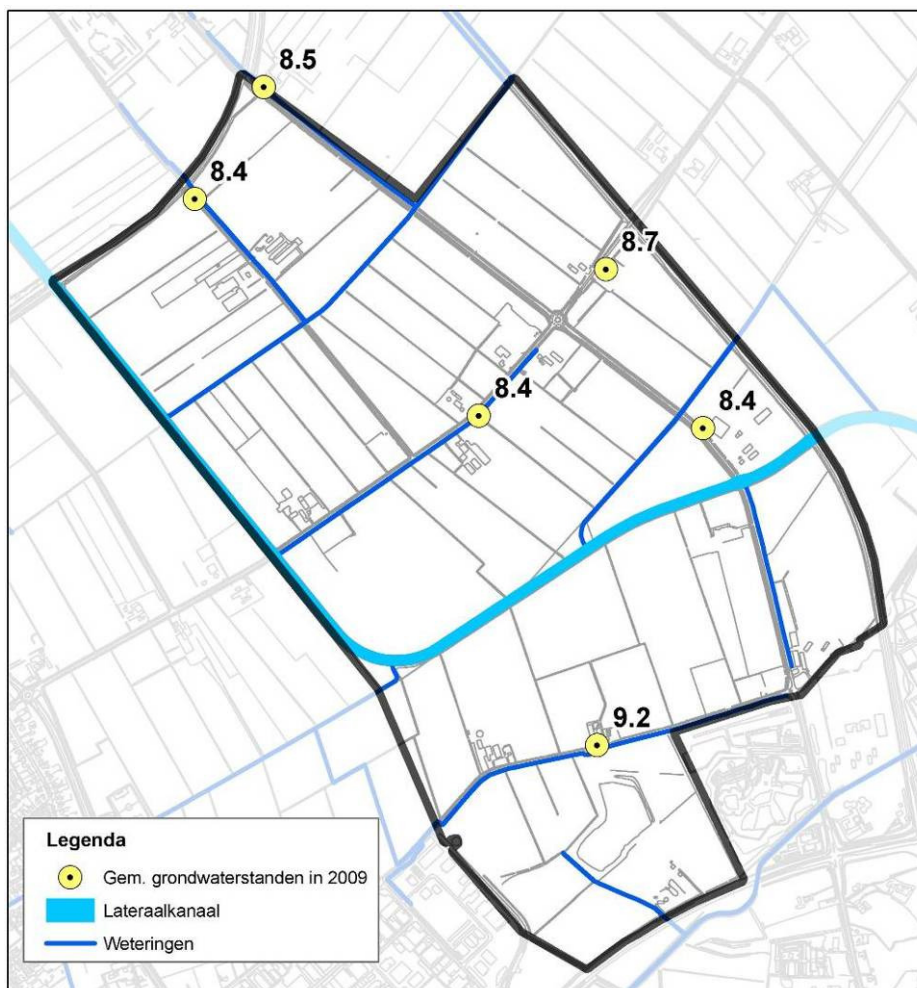 8.5
8.4
8.7
8.4
8.4
9.2
Legenda
Gem. grondwaterstanden in 2009
Lateraalkanaal
Weteringen